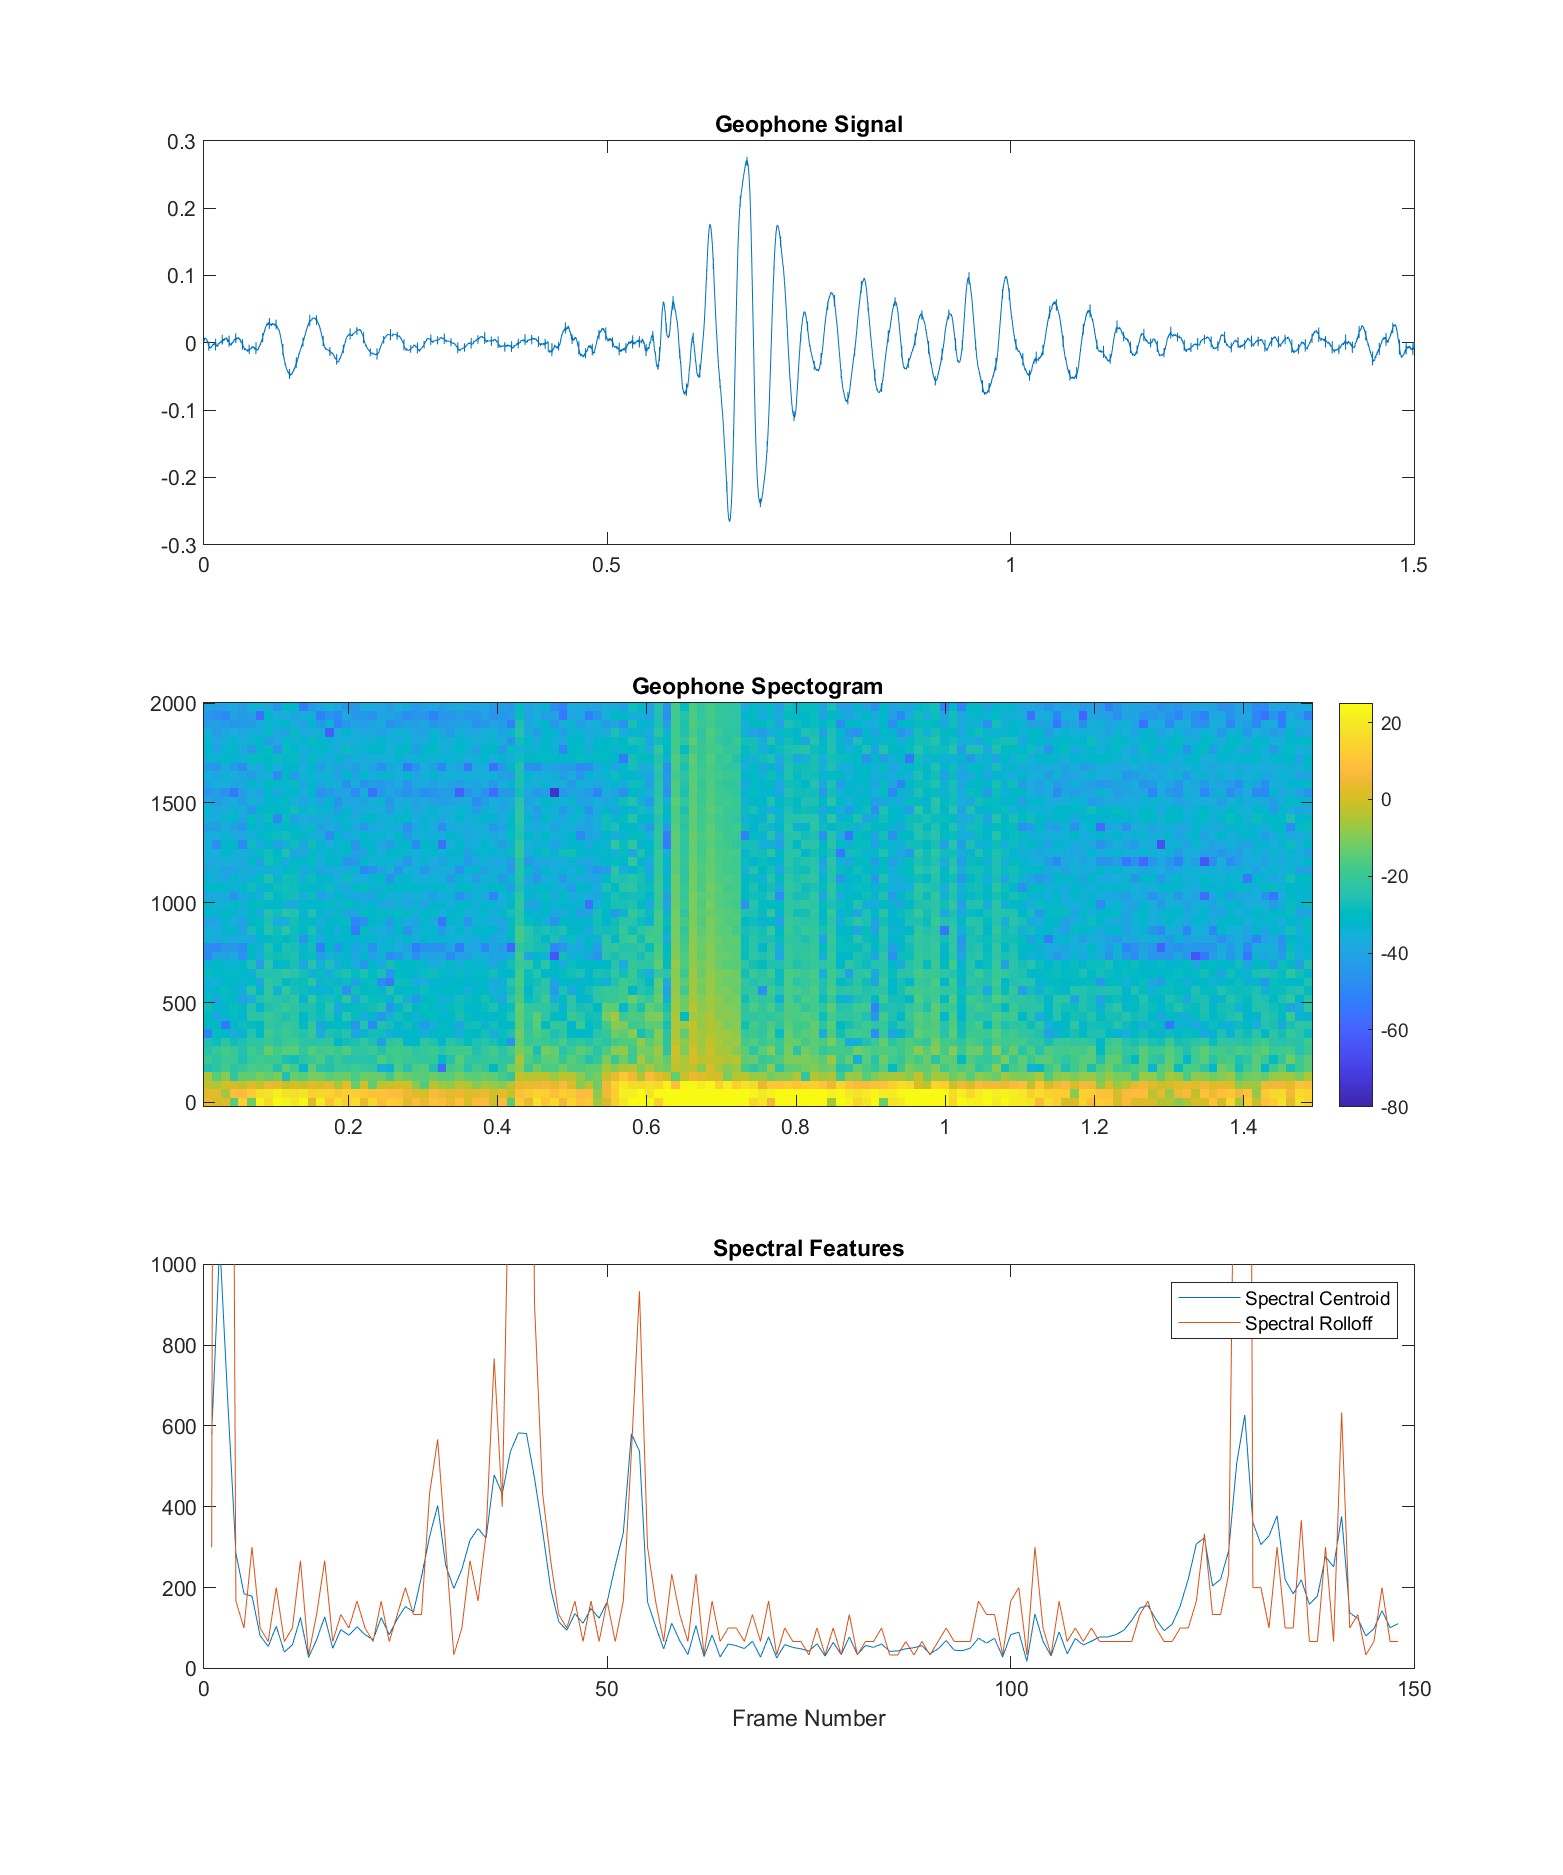 Geophone Signal
0.3
0.2
0.1
0
-0.1
-0.2
-0.3
0 0.5 1 1.5
Geophone Spectogram
2000
1500
1000
500
0
0.2 0.4 0.6 0.8 1 1.2 1.4
20
0
-20
-40
-60
-80
Spectral Features
1000
800
600
400
200
0
Spectral Centroid
Spectral Rolloff
0 50 100 150
Frame Number